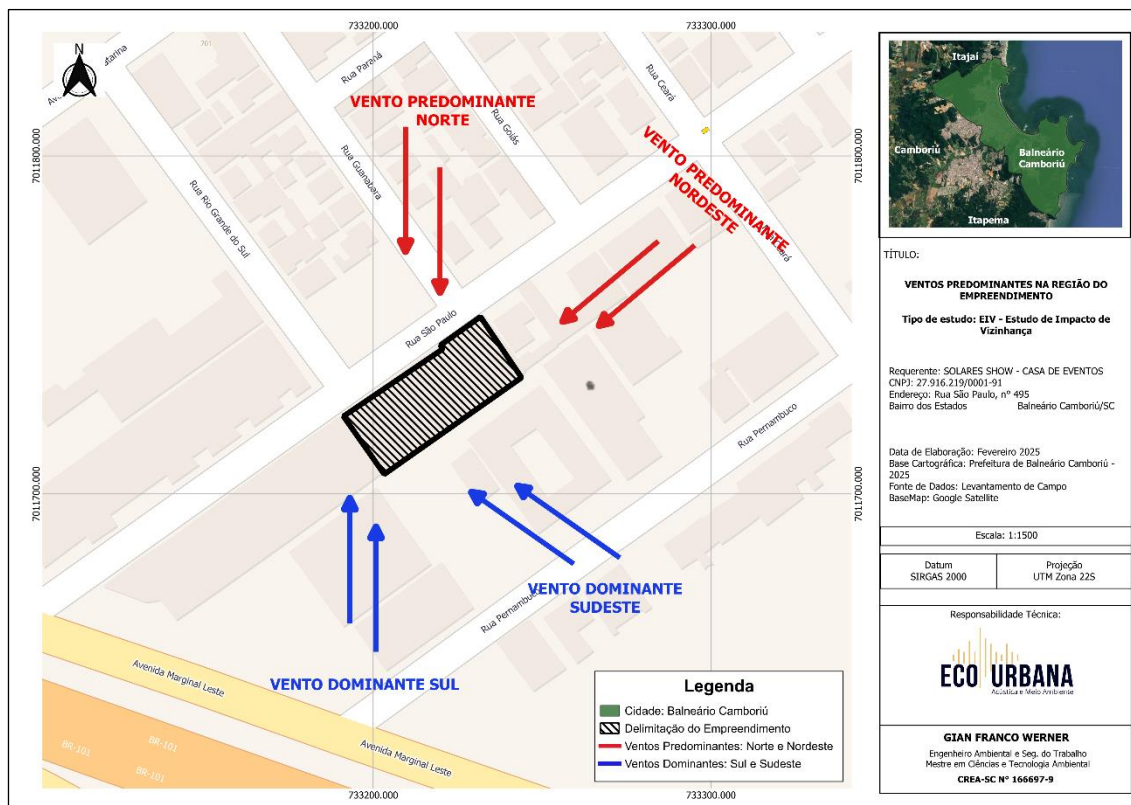 733200.000
733300.000
7011800.000
7011700.000
7011800.000
7011700.000
733200.000
733300.000
N
701
Rua Paraná
Rua Goiás
Rua Ceará
Rua Guanabara
Rua Rio Grande do Sul
Rua São Paulo
Rua Pernambuco
Rua Pernambuco
Avenida Marginal Leste
Avenida Marginal Leste
BR-101
BR-101
BR-101
VENTO PREDOMINANTE
NORTE
VENTO PREDOMINANTE
NORDESTE
VENTO DOMINANTE
SUDESTE
VENTO DOMINANTE SUL
Legenda
Cidade: Balneário Camboriú
Delimitação do Empreendimento
Ventos Predominantes: Norte e Nordeste
Ventos Dominantes: Sul e Sudeste
Itajaí
Camboriú
Balneário
Camboriú
Itapema
TÍTULO:
VENTOS PREDOMINANTES NA REGIÃO DO
EMPREENDIMENTO
Tipo de estudo: EIV - Estudo de Impacto de
Vizinhança
Requerente: SOLARES SHOW - CASA DE EVENTOS
CNPJ: 27.916.219/0001-91
Endereço: Rua São Paulo, nº 495
Bairro dos Estados Balneário Camboriú/SC
Data de Elaboração: Fevereiro 2025
Base Cartográfica: Prefeitura de Balneário Camboriú -
2025
Fonte de Dados: Levantamento de Campo
BaseMap: Google Satellite
Escala: 1:1500
Datum
SIRGAS 2000
Projeção
UTM Zona 22S
Responsabilidade Técnica:
ECO URBANA
Acústica e Meio Ambiente
GIAN FRANCO WERNER
Engenheiro Ambiental e Seg. do Trabalho
Mestre em Ciências e Tecnologia Ambiental
CREA-SC N° 166697-9